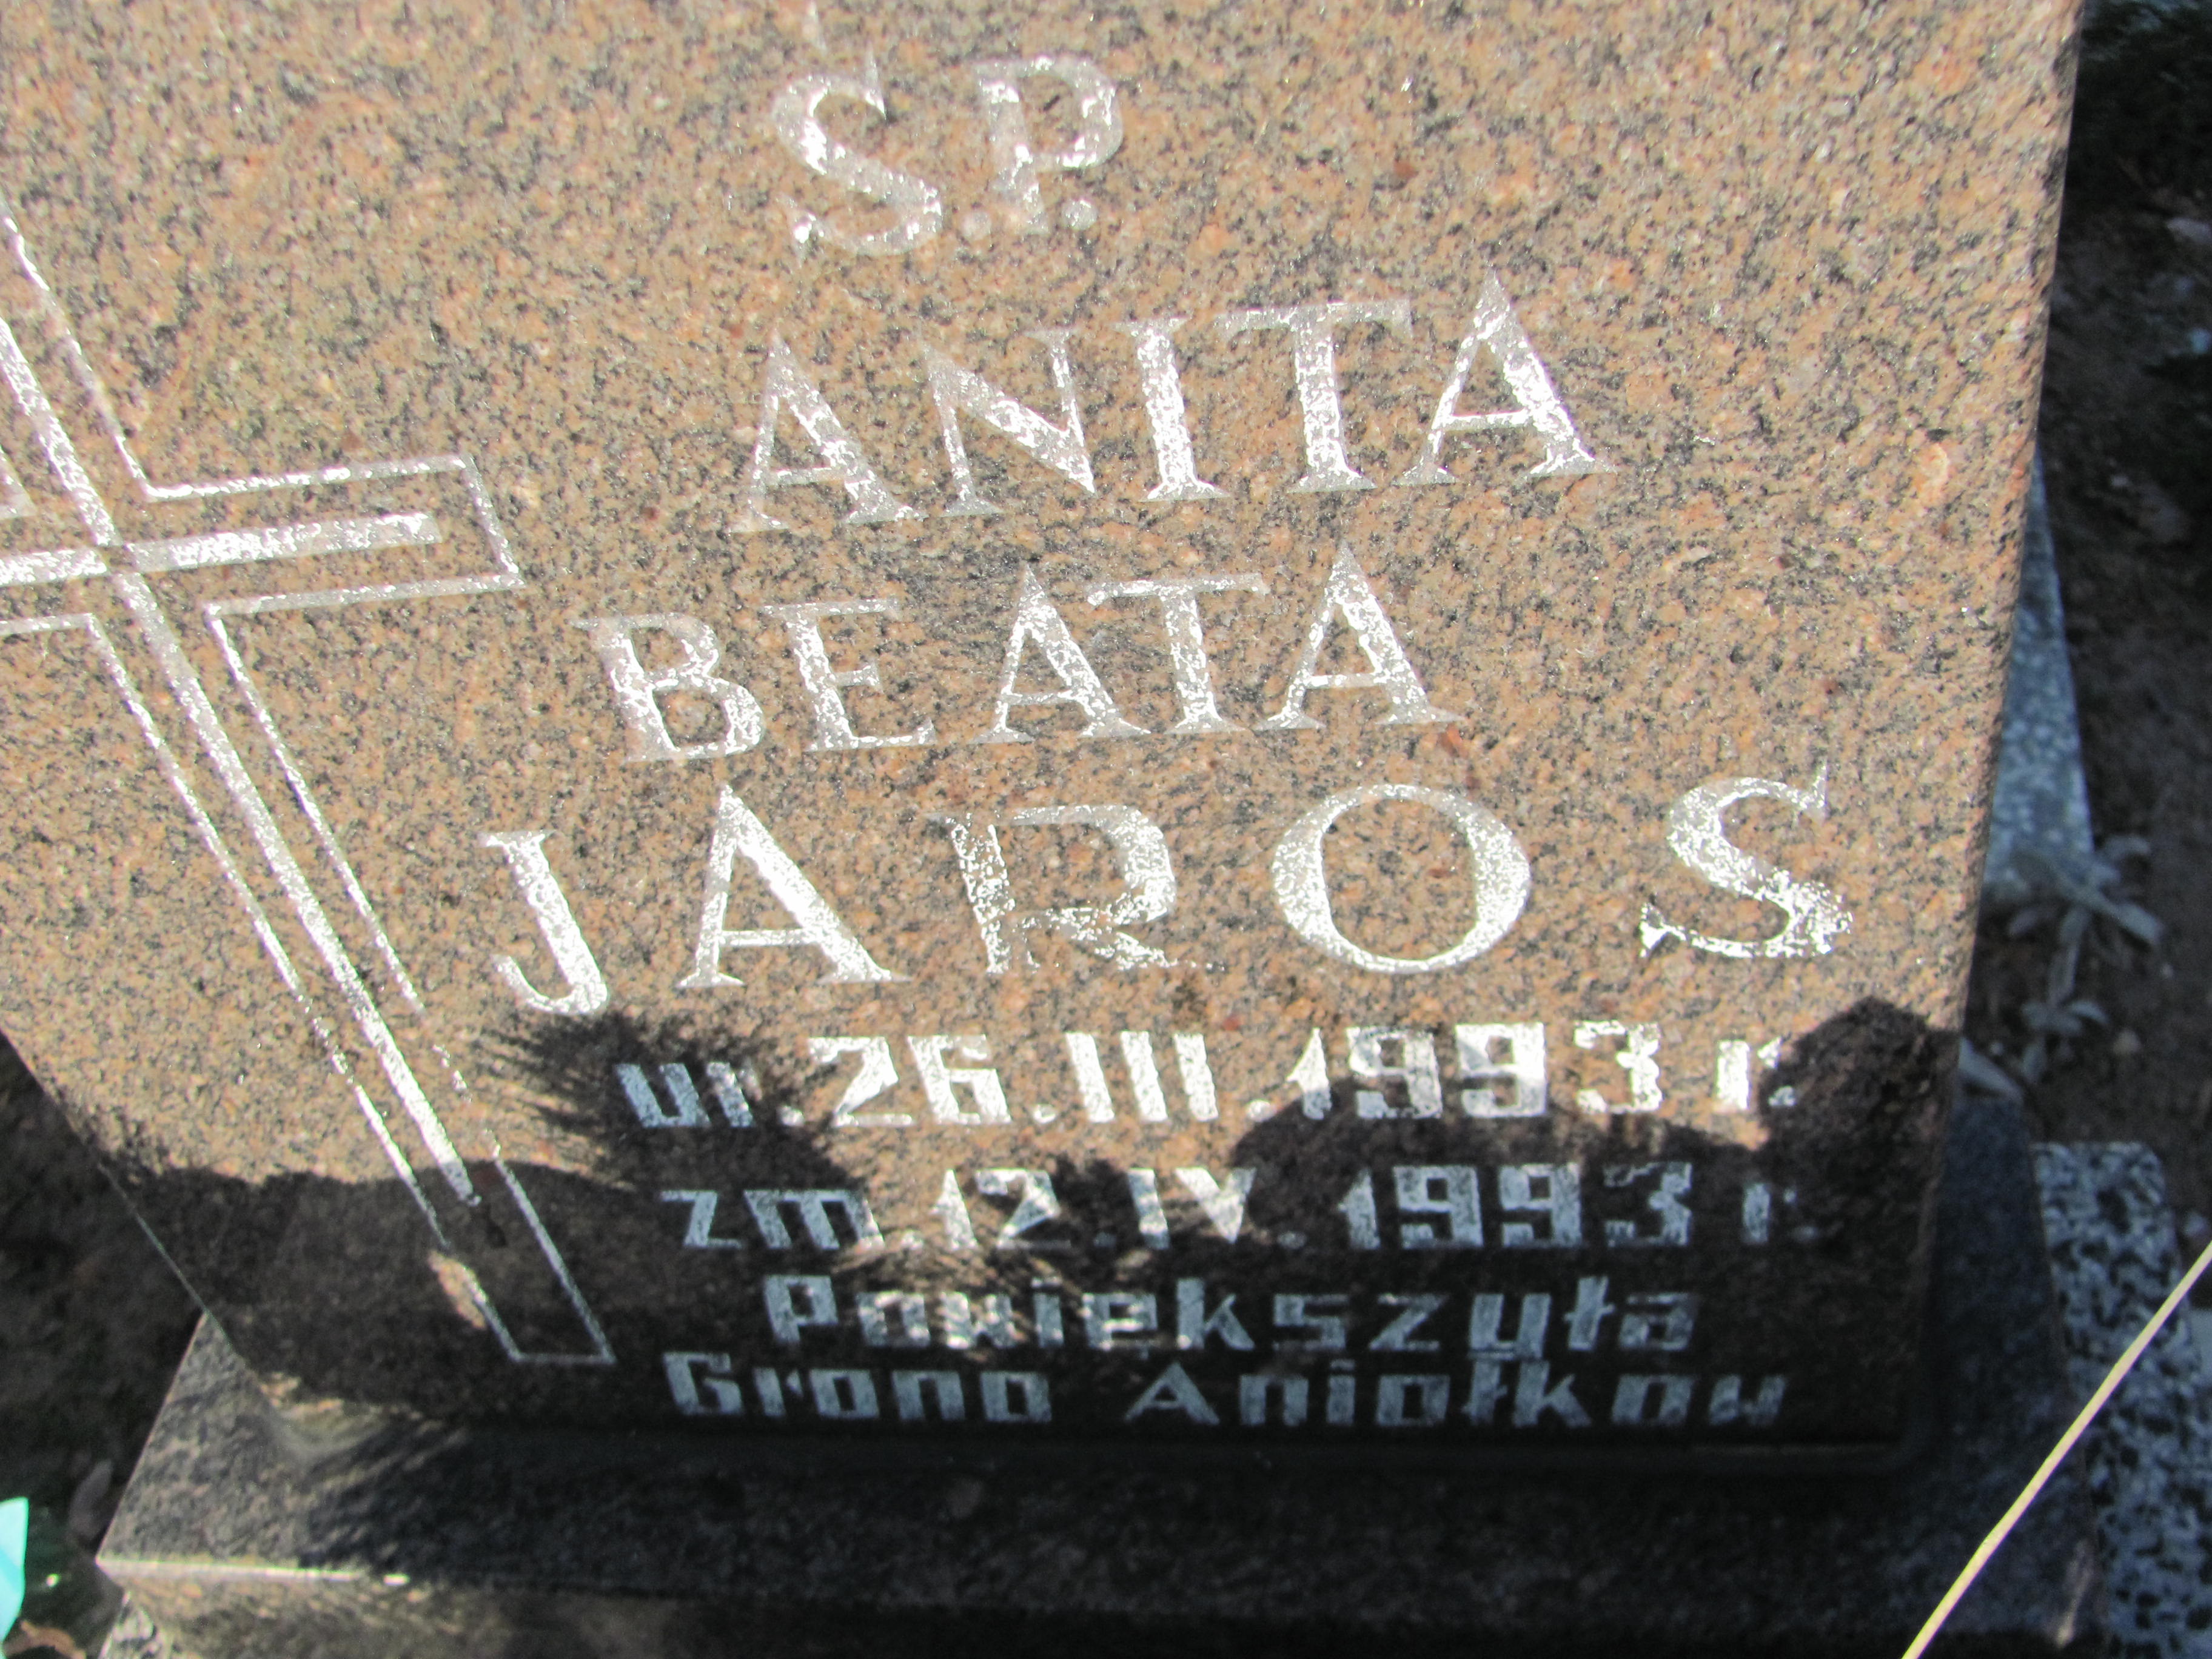 Ś.P.
ANITA
BEATA
JAROS
ur. 26.III.1993 r.
zm. 12.IV.1993 r.
Powiększyła
Grono Aniołków